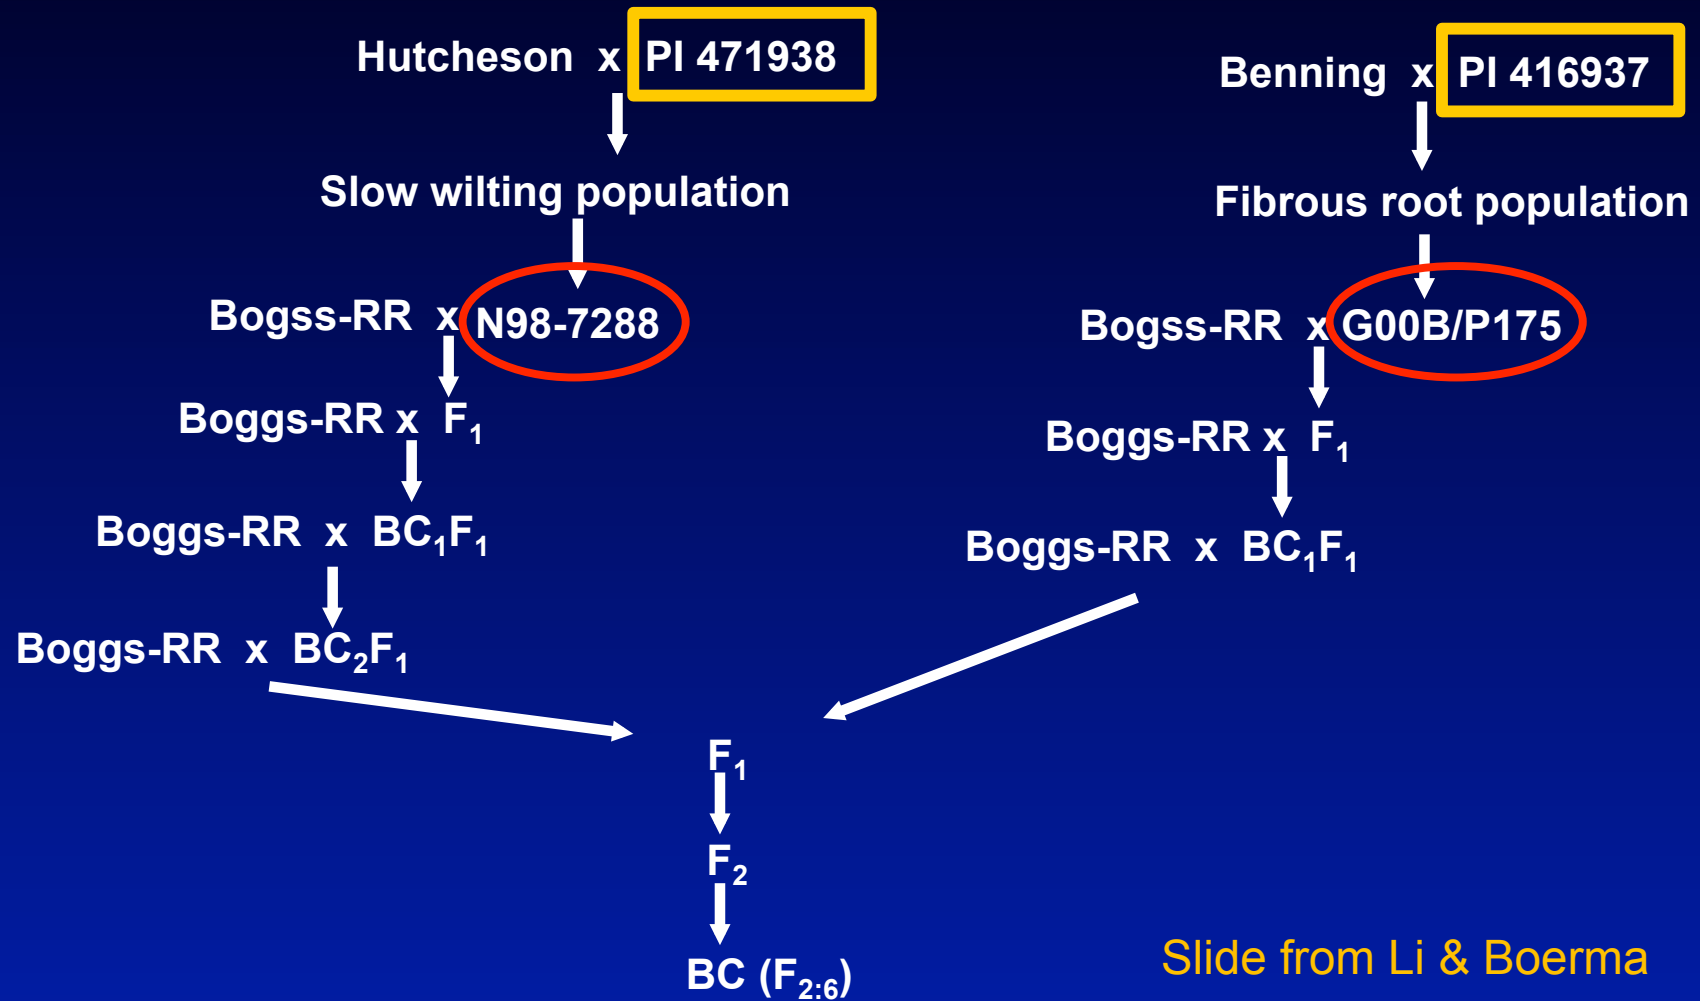 Hutcheson x PI 471938
Slow wilting population
Bogss-RR x N98-7288
Boggs-RR x F₁
Boggs-RR x BC₁F₁
Boggs-RR x BC₂F₁
Benning x PI 416937
Fibrous root population
Bogss-RR x G00B/P175
Boggs-RR x F₁
Boggs-RR x BC₁F₁
F₁
F₂
BC (F₂:₆)
Slide from Li & Boerma